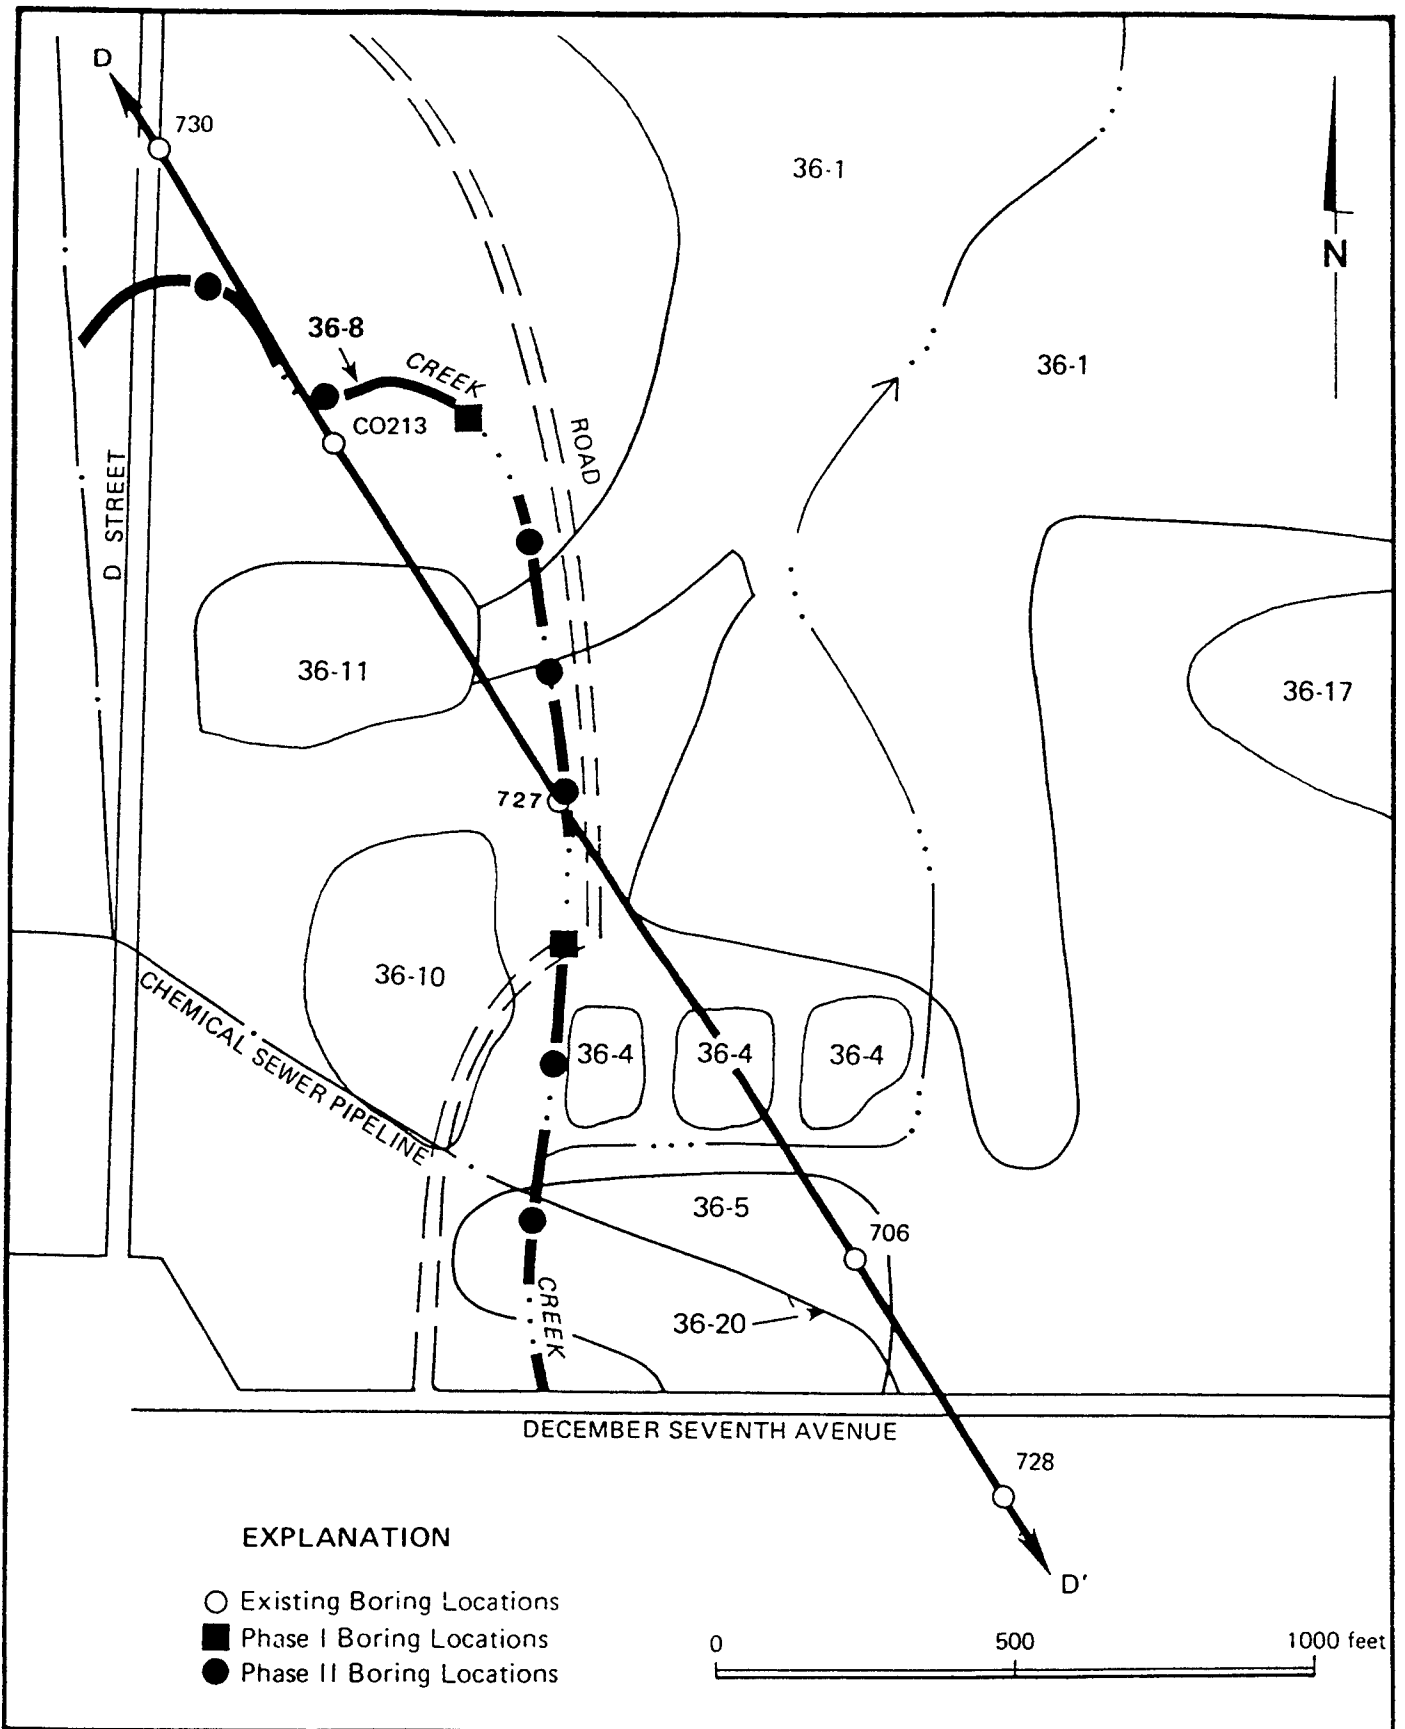 D
730
36-1
N
36-8
CREEK
36-1
CO213
ROAD
D STREET
36-11
36-17
727
36-10
CHEMICAL SEWER PIPELINE
36-4
36-4
36-4
36-5
706
CREEK
36-20
DECEMBER SEVENTH AVENUE
728
D'
EXPLANATION
Existing Boring Locations
Phase I Boring Locations
Phase II Boring Locations
0 500 1000 feet